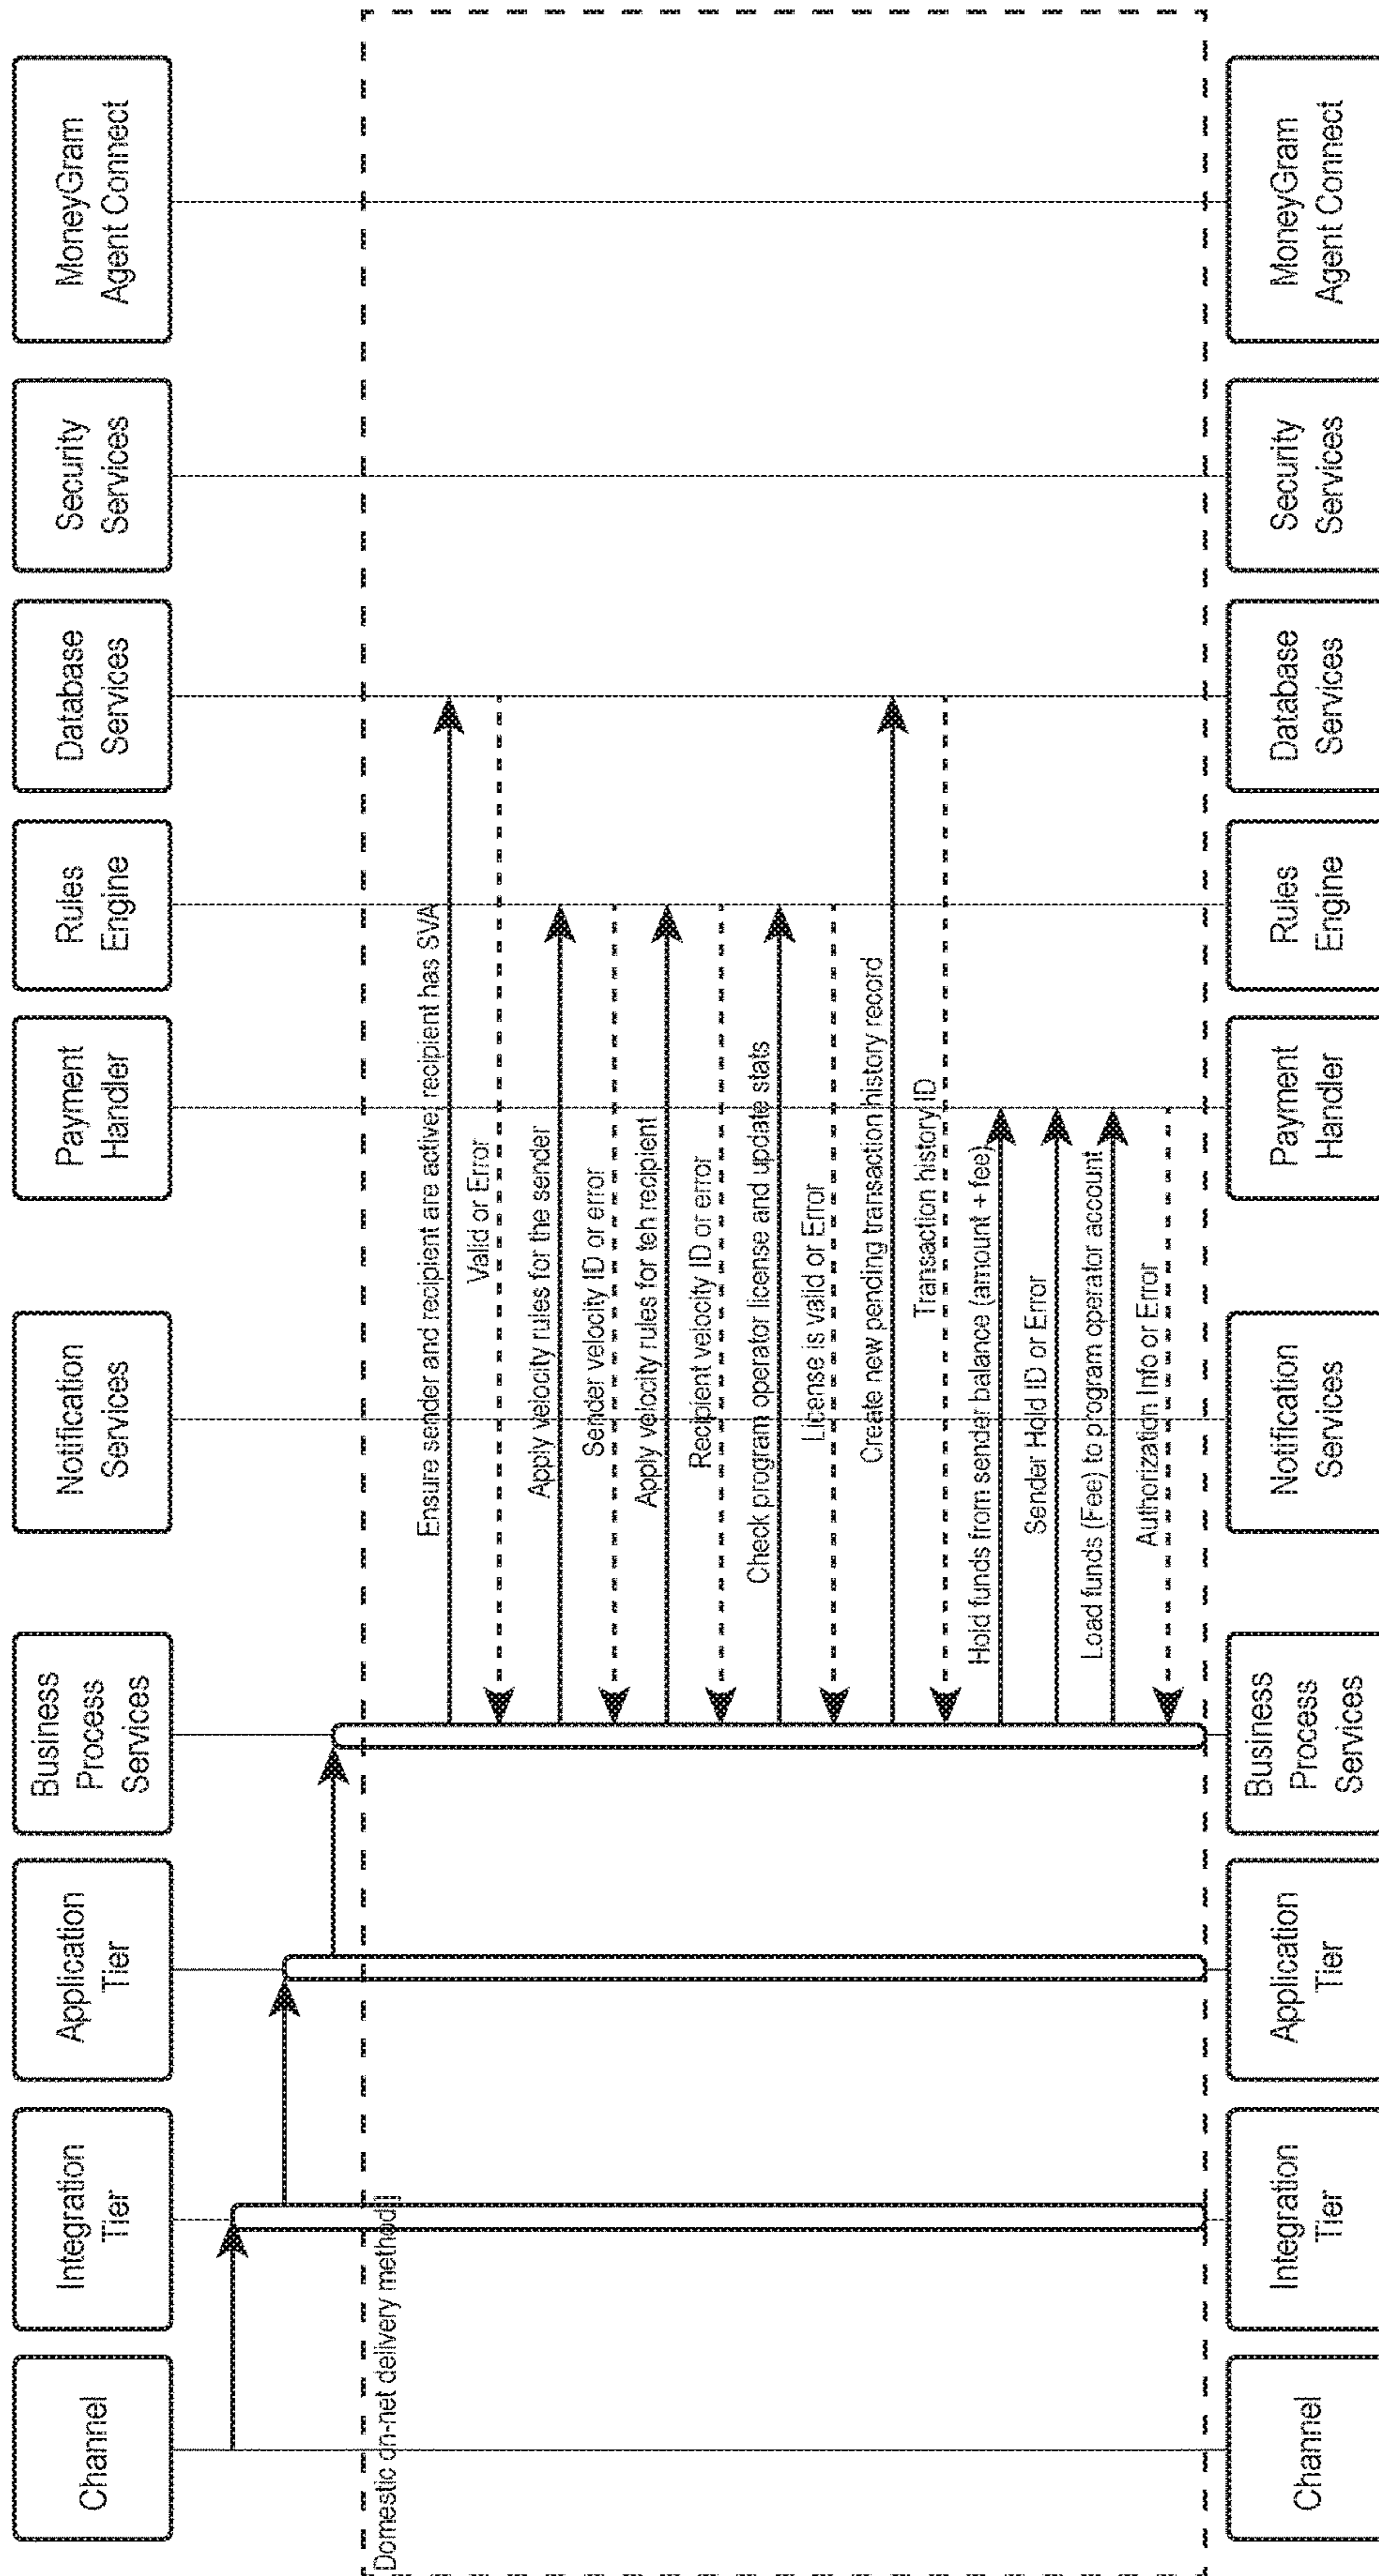 Channel
Integration
Tier
Application
Tier
Business
Process
Services
Notification
Services
Payment
Handler
Rules
Engine
Database
Services
Security
Services
MoneyGram
Agent Connect
[Domestic on-net delivery method]
Ensure sender and recipient are active; recipient has SVA
Valid or Error
Apply velocity rules for the sender
Sender velocity ID or error
Apply velocity rules for teh recipient
Recipient velocity ID or error
Check program operator license and update stats
License is valid or Error
Create new pending transaction history record
Transaction history ID
Hold funds from sender balance (amount + fee)
Sender Hold ID or Error
Load funds (Fee) to program operator account
Authorization Info or Error
Channel
Integration
Tier
Application
Tier
Business
Process
Services
Notification
Services
Payment
Handler
Rules
Engine
Database
Services
Security
Services
MoneyGram
Agent Connect